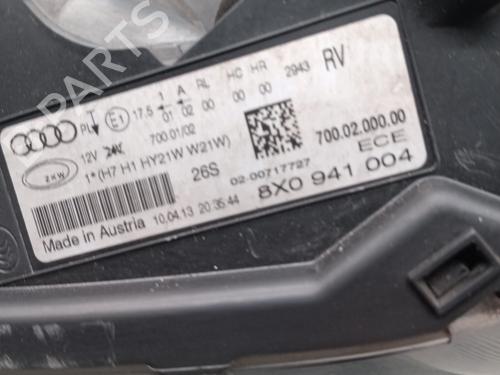 PL E1 17.5 1 A RL HC HR 2943 RV
01 02 00 00 00
12V 24V 700.01/02
zkw 1*(H7 H1 HY21W W21W)
26S
02.00717727
700.02.000.00
ECE
8X0 941 004
Made in Austria 10.04.13 20:35:44
B-PARTS